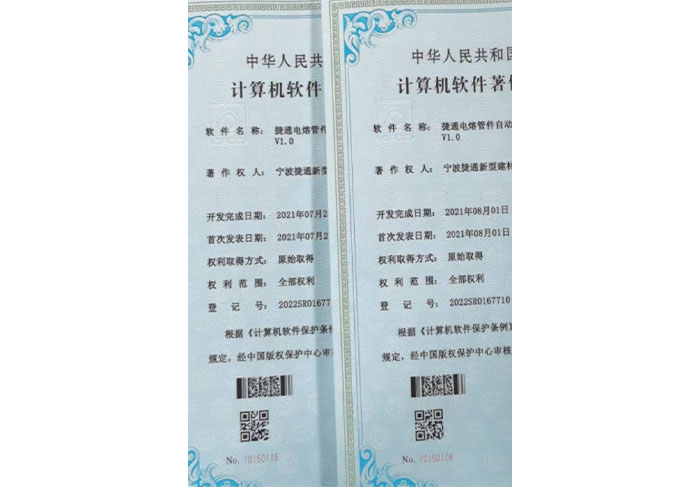 中华人民共
计算机软件
软件名称： 捷通电熔管件
V1.0
著作权人： 宁波捷通新型
开发完成日期： 2021年07月2
首次发表日期： 2021年07月2
权利取得方式： 原始取得
权利范围： 全部权利
登记号： 2022SR01677
根据《计算机软件保护条例
规定，经中国版权保护中心审
No. 10150118
中华人民共和国
计算机软件著作
软件名称： 捷通电熔管件自动
V1.0
著作权人： 宁波捷通新型建材
开发完成日期： 2021年08月01日
首次发表日期： 2021年08月01日
权利取得方式： 原始取得
权利范围： 全部权利
登记号： 2022SR0167710
根据《计算机软件保护条例》
规定，经中国版权保护中心审核
No. 10150108